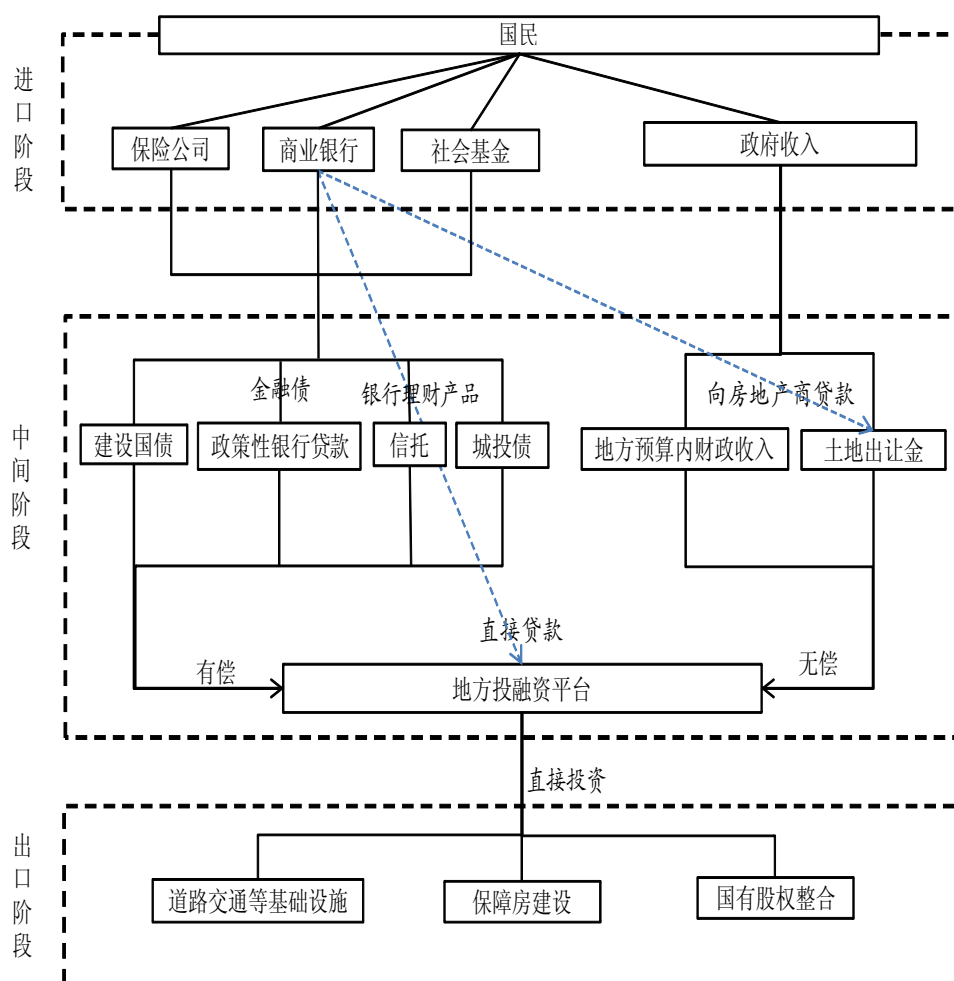 国民
进口阶段
保险公司
商业银行
社会基金
政府收入
中间阶段
金融债
银行理财产品
向房地产商贷款
建设国债
政策性银行贷款
信托
城投债
地方预算内财政收入
土地出让金
直接贷款
有偿
无偿
地方投融资平台
直接投资
出口阶段
道路交通等基础设施
保障房建设
国有股权整合